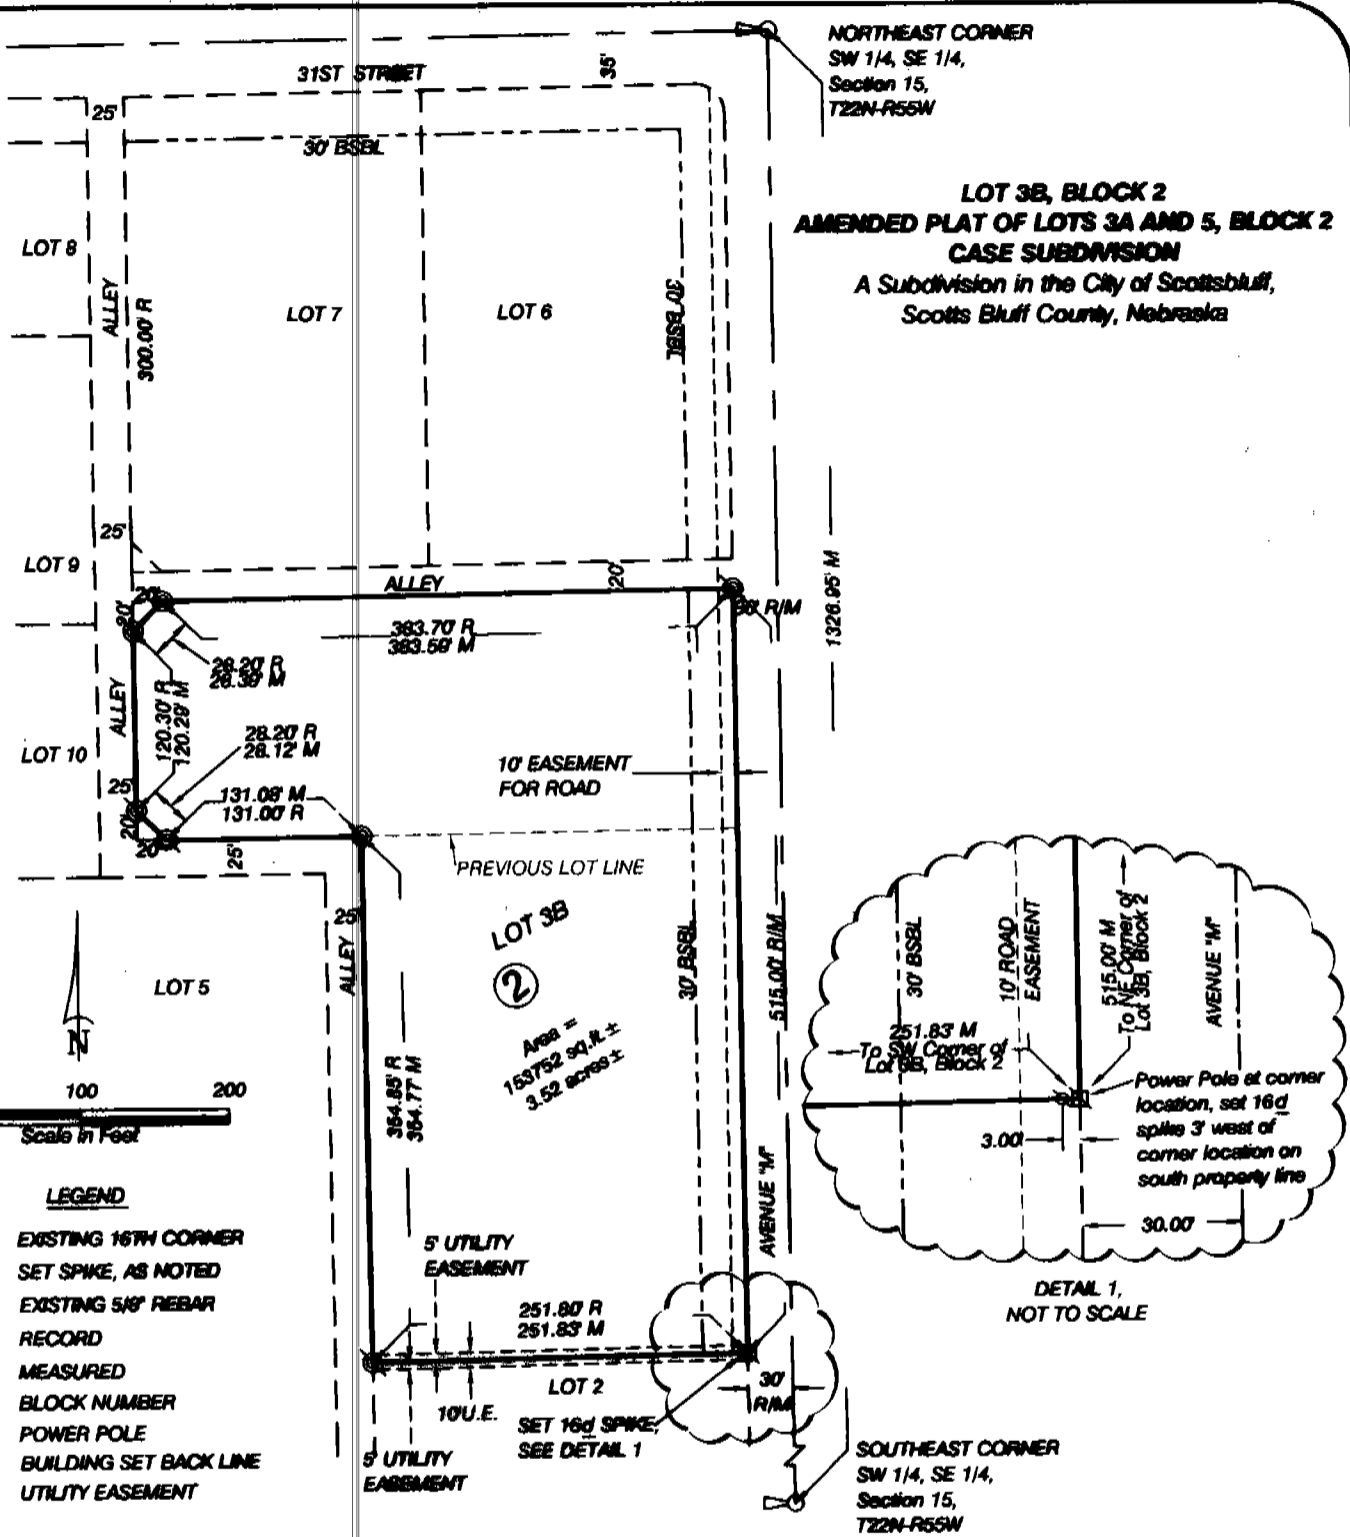 NORTHEAST CORNER
SW 1/4, SE 1/4,
Section 15,
T22N-R55W
31ST STREET
35'
25'
30' BSBL
LOT 3B, BLOCK 2
AMENDED PLAT OF LOTS 3A AND 5, BLOCK 2
CASE SUBDIVISION
A Subdivision in the City of Scottsbluff,
Scotts Bluff County, Nebraska
LOT 8
ALLEY
300.00' R
LOT 7
LOT 6
30' BSBL
25'
LOT 9
ALLEY
20'
20'
20'
R/M
1326.95' M
383.70' R
383.59' M
28.20' R
M
ALLEY
120.30' R
120.29' M
LOT 10
28.20' R
28.12' M
10' EASEMENT
FOR ROAD
25'
131.08' M
131.00' R
20'
20'
25'
PREVIOUS LOT LINE
25'
ALLEY
LOT 3B
2
LOT 5
30' BSBL
515.00' R/M
Area =
153752 sq.ft.±
3.52 acres±
N
100
200
Scale in Feet
354.85' R
354.77' M
AVENUE "M"
30' BSBL
10' ROAD
EASEMENT
515.00' M
To NE Corner of
Lot 3B, Block 2
AVENUE "M"
251.83' M
To SW Corner of
Lot 3B, Block 2
Power Pole at corner
location, set 16d
spike 3' west of
corner location on
south property line
3.00'
30.00'
DETAIL 1,
NOT TO SCALE
LEGEND
EXISTING 16TH CORNER
SET SPIKE, AS NOTED
EXISTING 5/8" REBAR
RECORD
MEASURED
BLOCK NUMBER
POWER POLE
BUILDING SET BACK LINE
UTILITY EASEMENT
5' UTILITY
EASEMENT
251.80' R
251.83' M
LOT 2
10'U.E.
30'
R/M
SET 16d SPIKE,
SEE DETAIL 1
5' UTILITY
EASEMENT
SOUTHEAST CORNER
SW 1/4, SE 1/4,
Section 15,
T22N-R55W